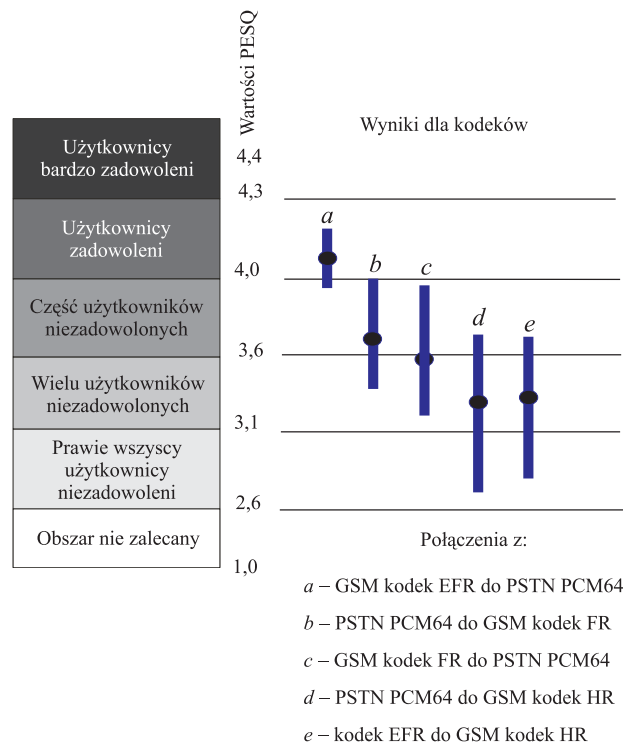 Wartości PESQ
Wyniki dla kodeków
Użytkownicy
bardzo zadowoleni
4,4
4,3
Użytkownicy
zadowoleni
4,0
Część użytkowników
niezadowolonych
3,6
Wielu użytkowników
niezadowolonych
3,1
Prawie wszyscy
użytkownicy
niezadowoleni
2,6
Obszar nie zalecany
1,0
a
b
c
d
e
Połączenia z:
a – GSM kodek EFR do PSTN PCM64
b – PSTN PCM64 do GSM kodek FR
c – GSM kodek FR do PSTN PCM64
d – PSTN PCM64 do GSM kodek HR
e – kodek EFR do GSM kodek HR